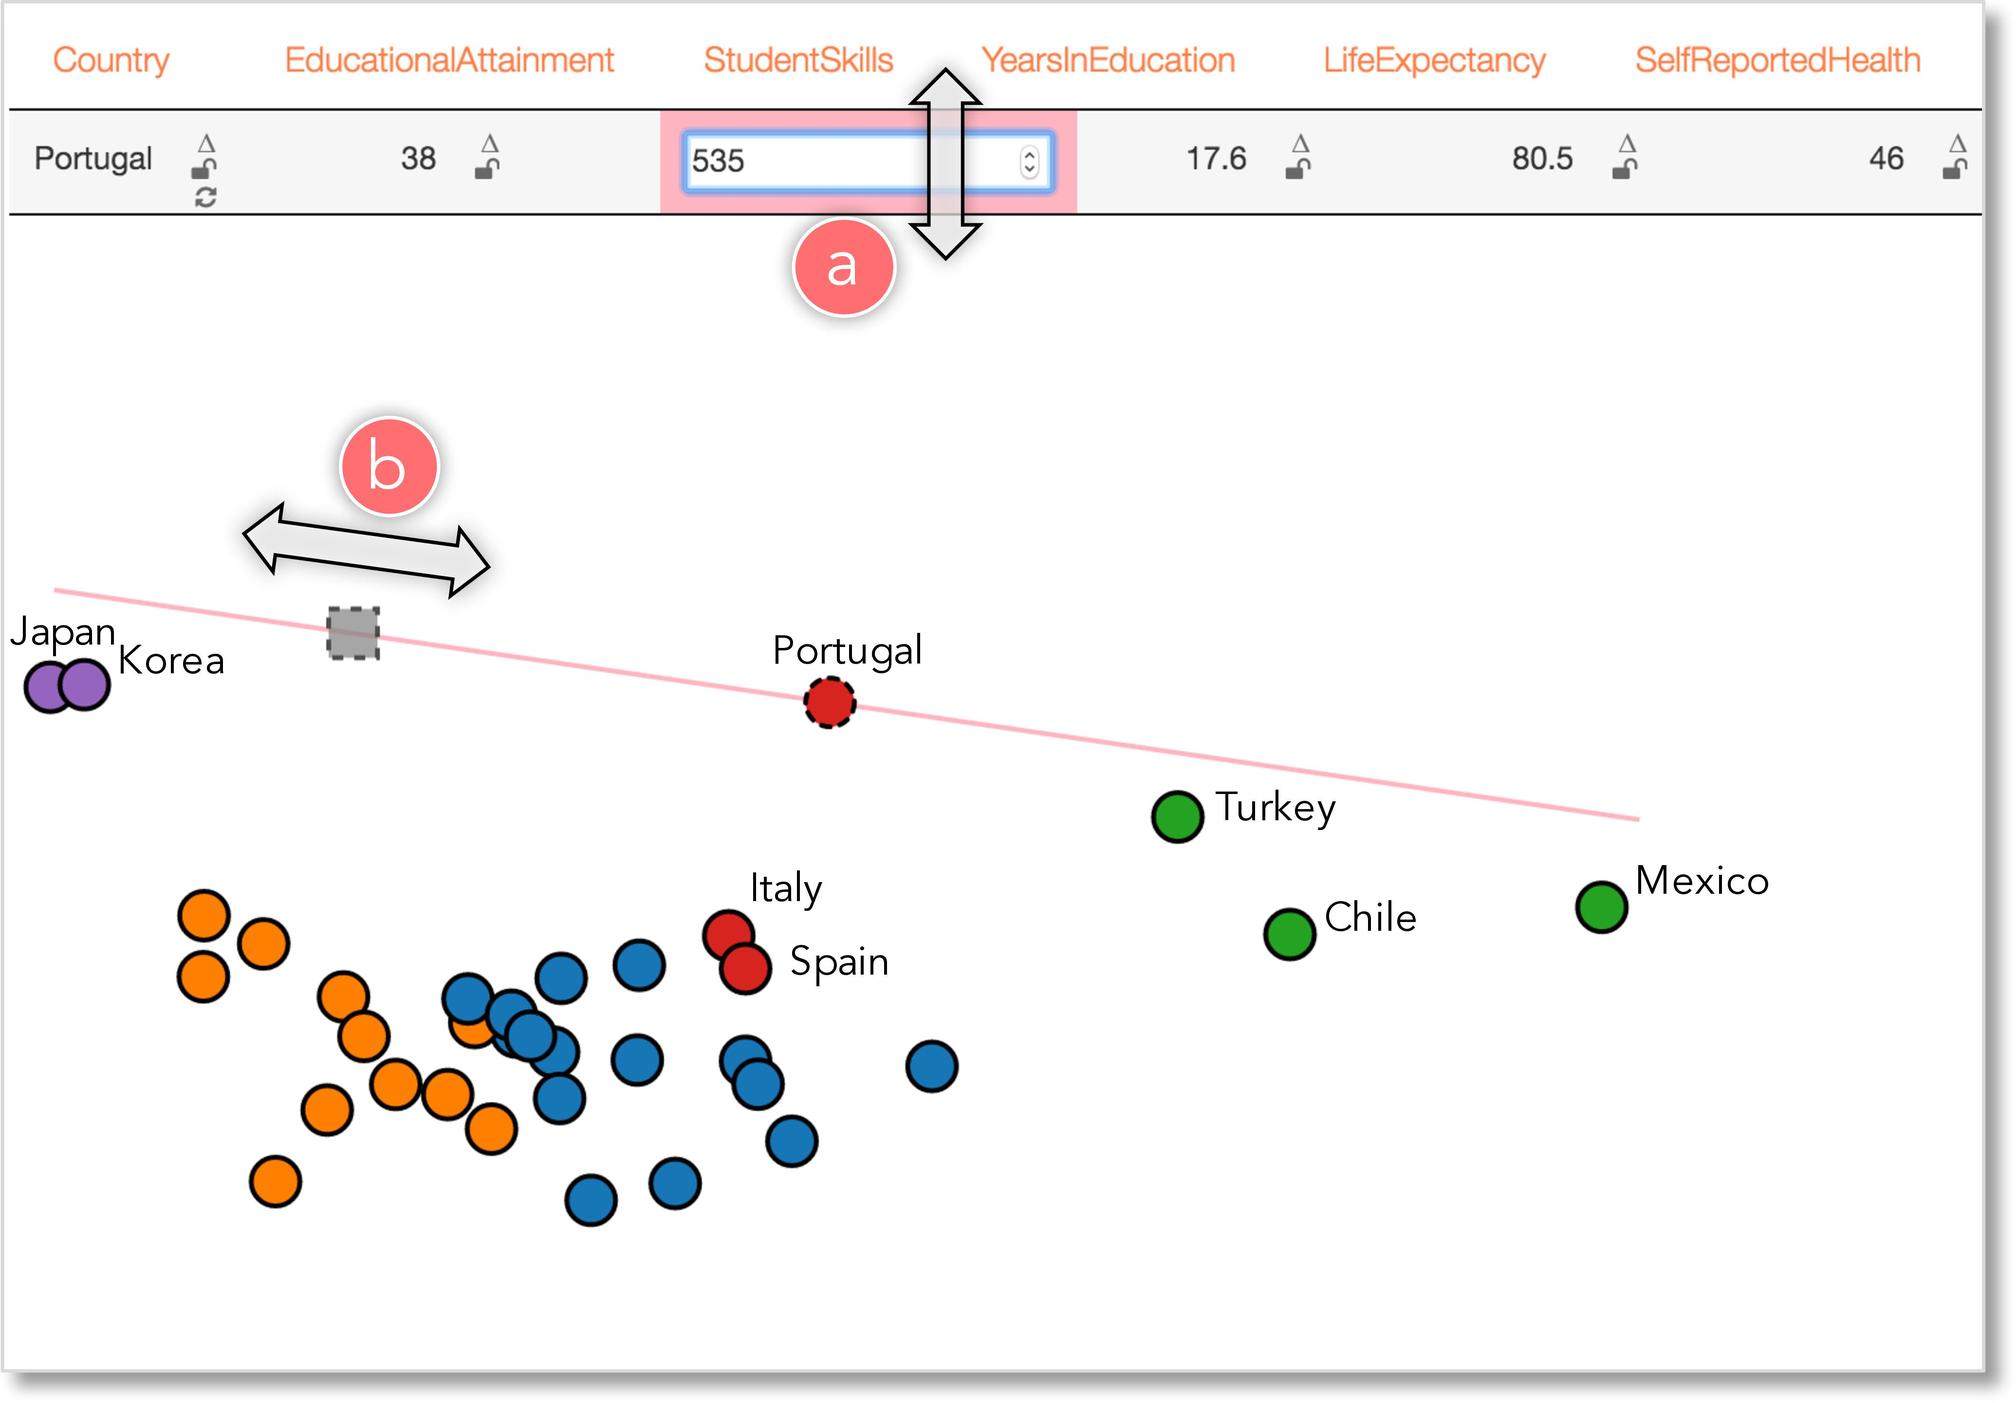 Country EducationalAttainment StudentSkills YearsInEducation LifeExpectancy SelfReportedHealth
Portugal Δ 38 Δ 535 17.6 Δ 80.5 Δ 46 Δ
a
b
Japan
Korea
Portugal
Turkey
Mexico
Italy
Chile
Spain